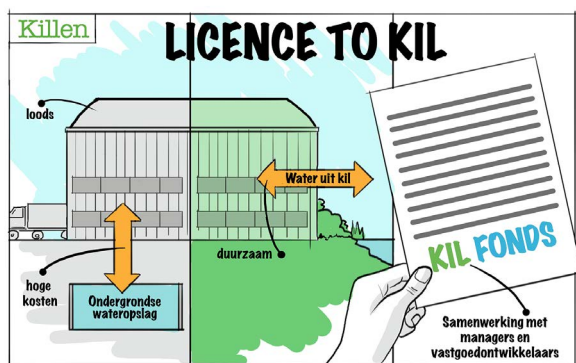 Killen
LICENCE TO KIL
loods
Water uit kil
duurzaam
hoge
kosten
Ondergrondse
wateropslag
KIL FONDS
Samenwerking met
managers en
vastgoedontwikkelaars